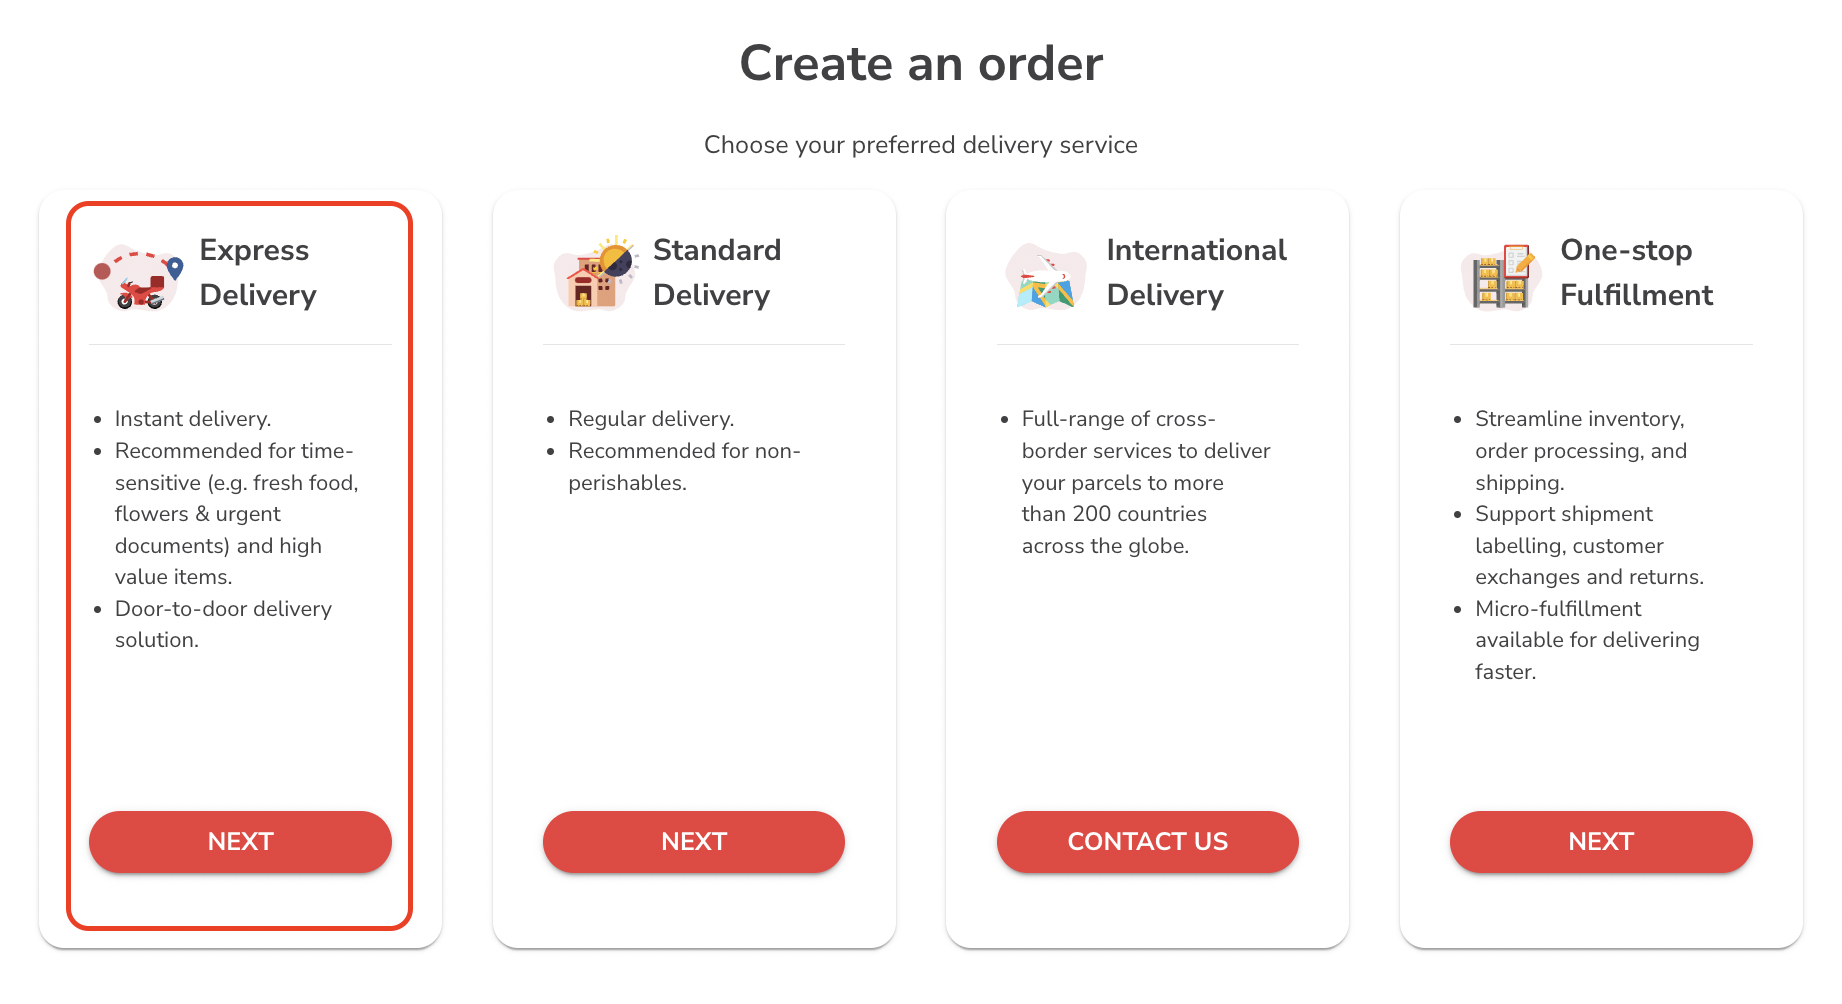 Create an order
Choose your preferred delivery service
Express
Delivery
• Instant delivery.
• Recommended for time-
sensitive (e.g. fresh food,
flowers & urgent
documents) and high
value items.
• Door-to-door delivery
solution.
NEXT
Standard
Delivery
• Regular delivery.
• Recommended for non-
perishables.
NEXT
International
Delivery
• Full-range of cross-
border services to deliver
your parcels to more
than 200 countries
across the globe.
CONTACT US
One-stop
Fulfillment
• Streamline inventory,
order processing, and
shipping.
• Support shipment
labelling, customer
exchanges and returns.
• Micro-fulfillment
available for delivering
faster.
NEXT